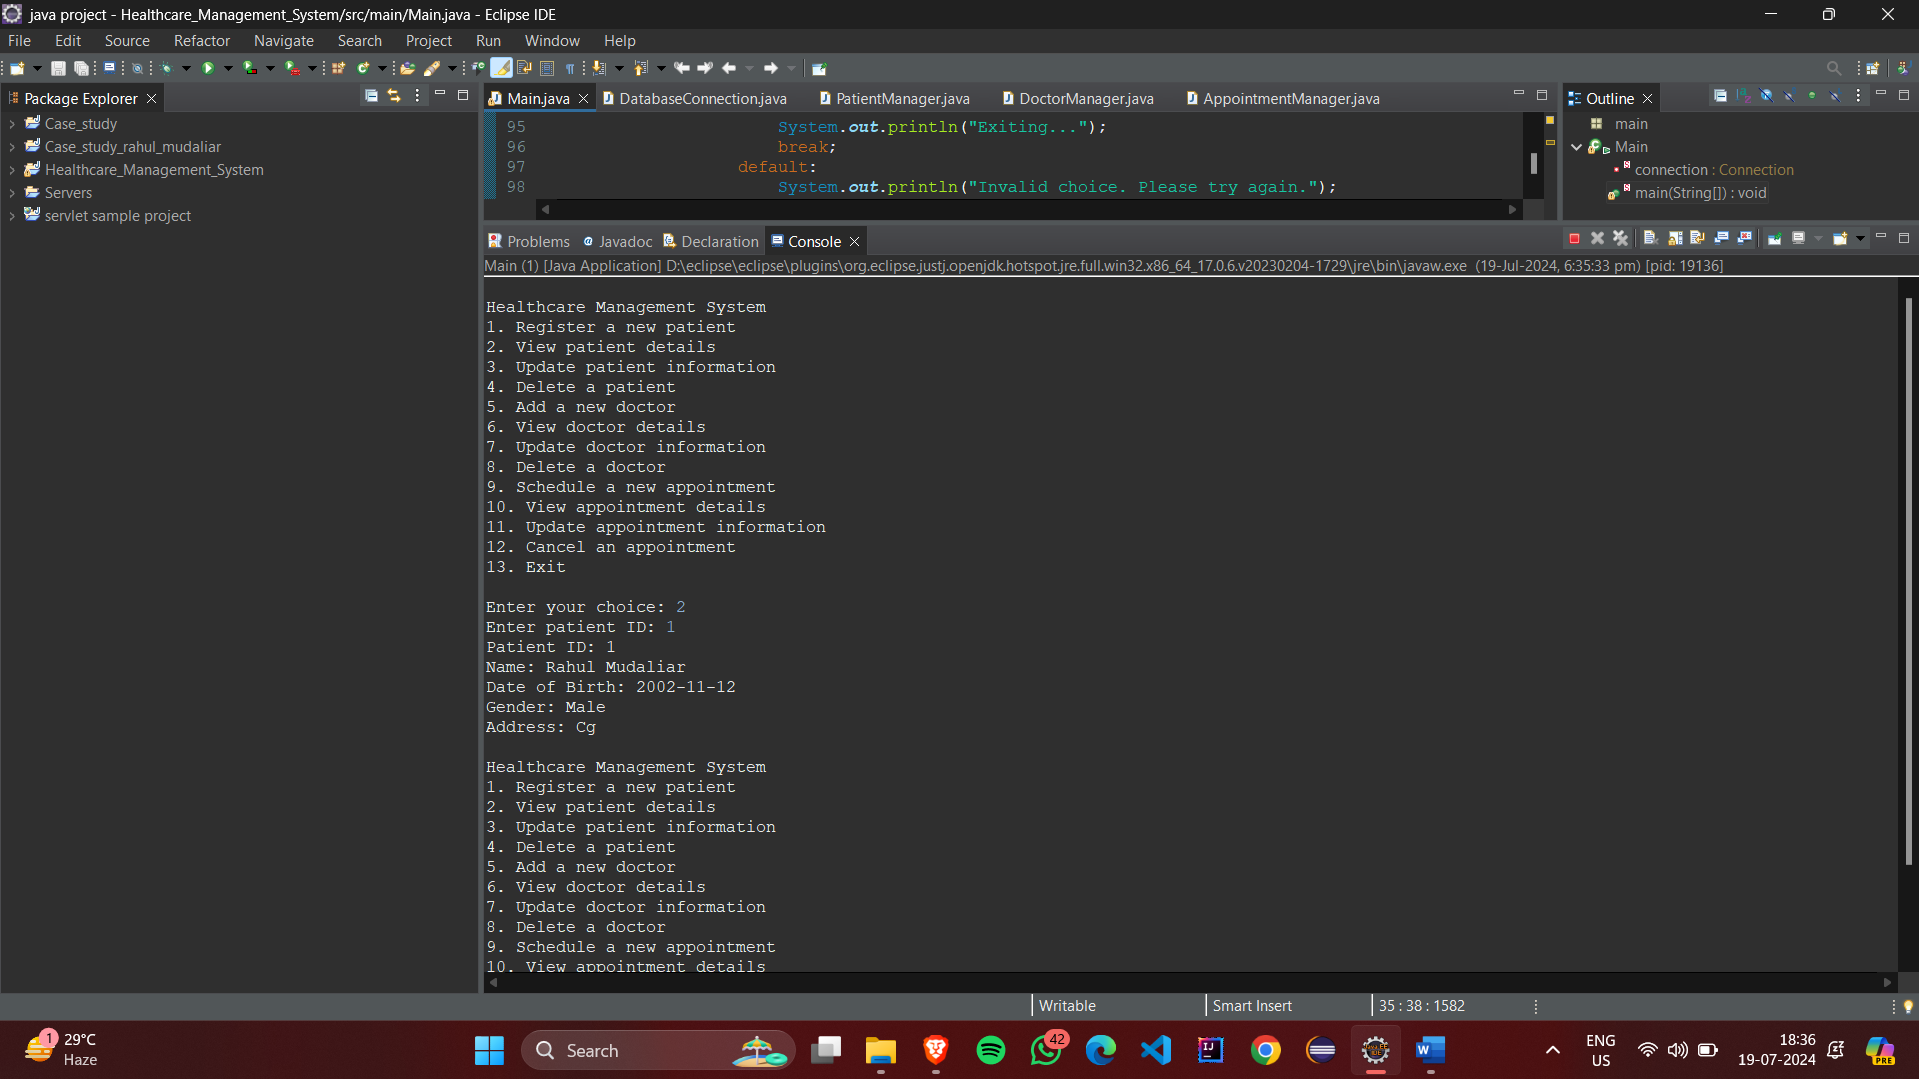 java project - Healthcare_Management_System/src/main/Main.java - Eclipse IDE
File Edit Source Refactor Navigate Search Project Run Window Help
Package Explorer
Case_study
Case_study_rahul_mudaliar
Healthcare_Management_System
Servers
servlet sample project
Main.java DatabaseConnection.java PatientManager.java DoctorManager.java AppointmentManager.java
95 System.out.println("Exiting...");
96 break;
97 default:
98 System.out.println("Invalid choice. Please try again.");
Outline
main
Main
connection : Connection
main(String[]) : void
Problems Javadoc Declaration Console
Main (1) [Java Application] D:\eclipse\eclipse\plugins\org.eclipse.justj.openjdk.hotspot.jre.full.win32.x86_64_17.0.6.v20230204-1729\jre\bin\javaw.exe (19-Jul-2024, 6:35:33 pm) [pid: 19136]
Healthcare Management System
1. Register a new patient
2. View patient details
3. Update patient information
4. Delete a patient
5. Add a new doctor
6. View doctor details
7. Update doctor information
8. Delete a doctor
9. Schedule a new appointment
10. View appointment details
11. Update appointment information
12. Cancel an appointment
13. Exit
Enter your choice: 2
Enter patient ID: 1
Patient ID: 1
Name: Rahul Mudaliar
Date of Birth: 2002-11-12
Gender: Male
Address: Cg
Healthcare Management System
1. Register a new patient
2. View patient details
3. Update patient information
4. Delete a patient
5. Add a new doctor
6. View doctor details
7. Update doctor information
8. Delete a doctor
9. Schedule a new appointment
10. View appointment details
Writable Smart Insert 35 : 38 : 1582
1
29°C
Haze
Search
42
ENG
US
18:36
19-07-2024
PRE